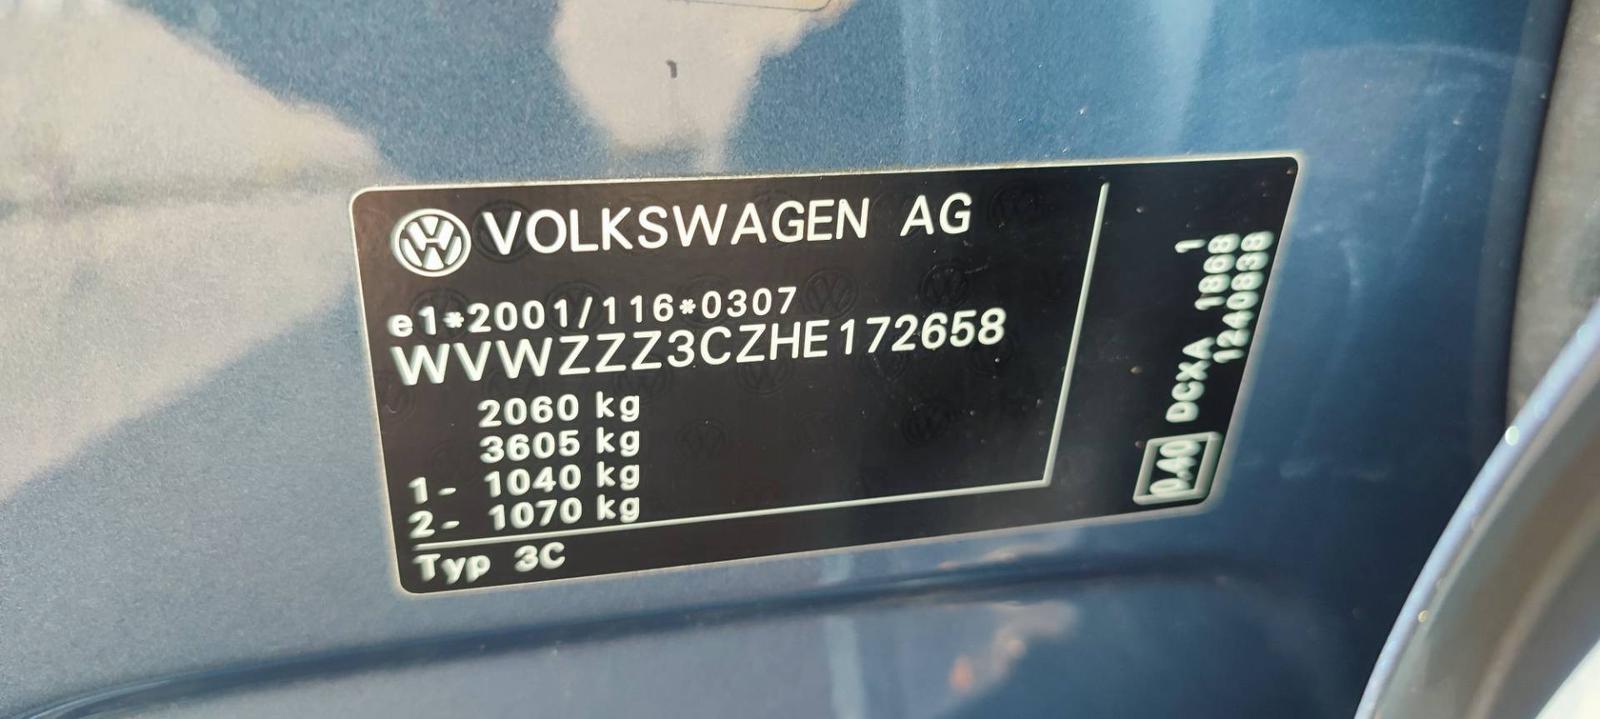 VOLKSWAGEN AG
e1*2001/116*0307
WVWZZZ3CZHE172658
2060 kg
3605 kg
1- 1040 kg
2- 1070 kg
Typ 3C
1
DCXA 1868
1240838
0.40